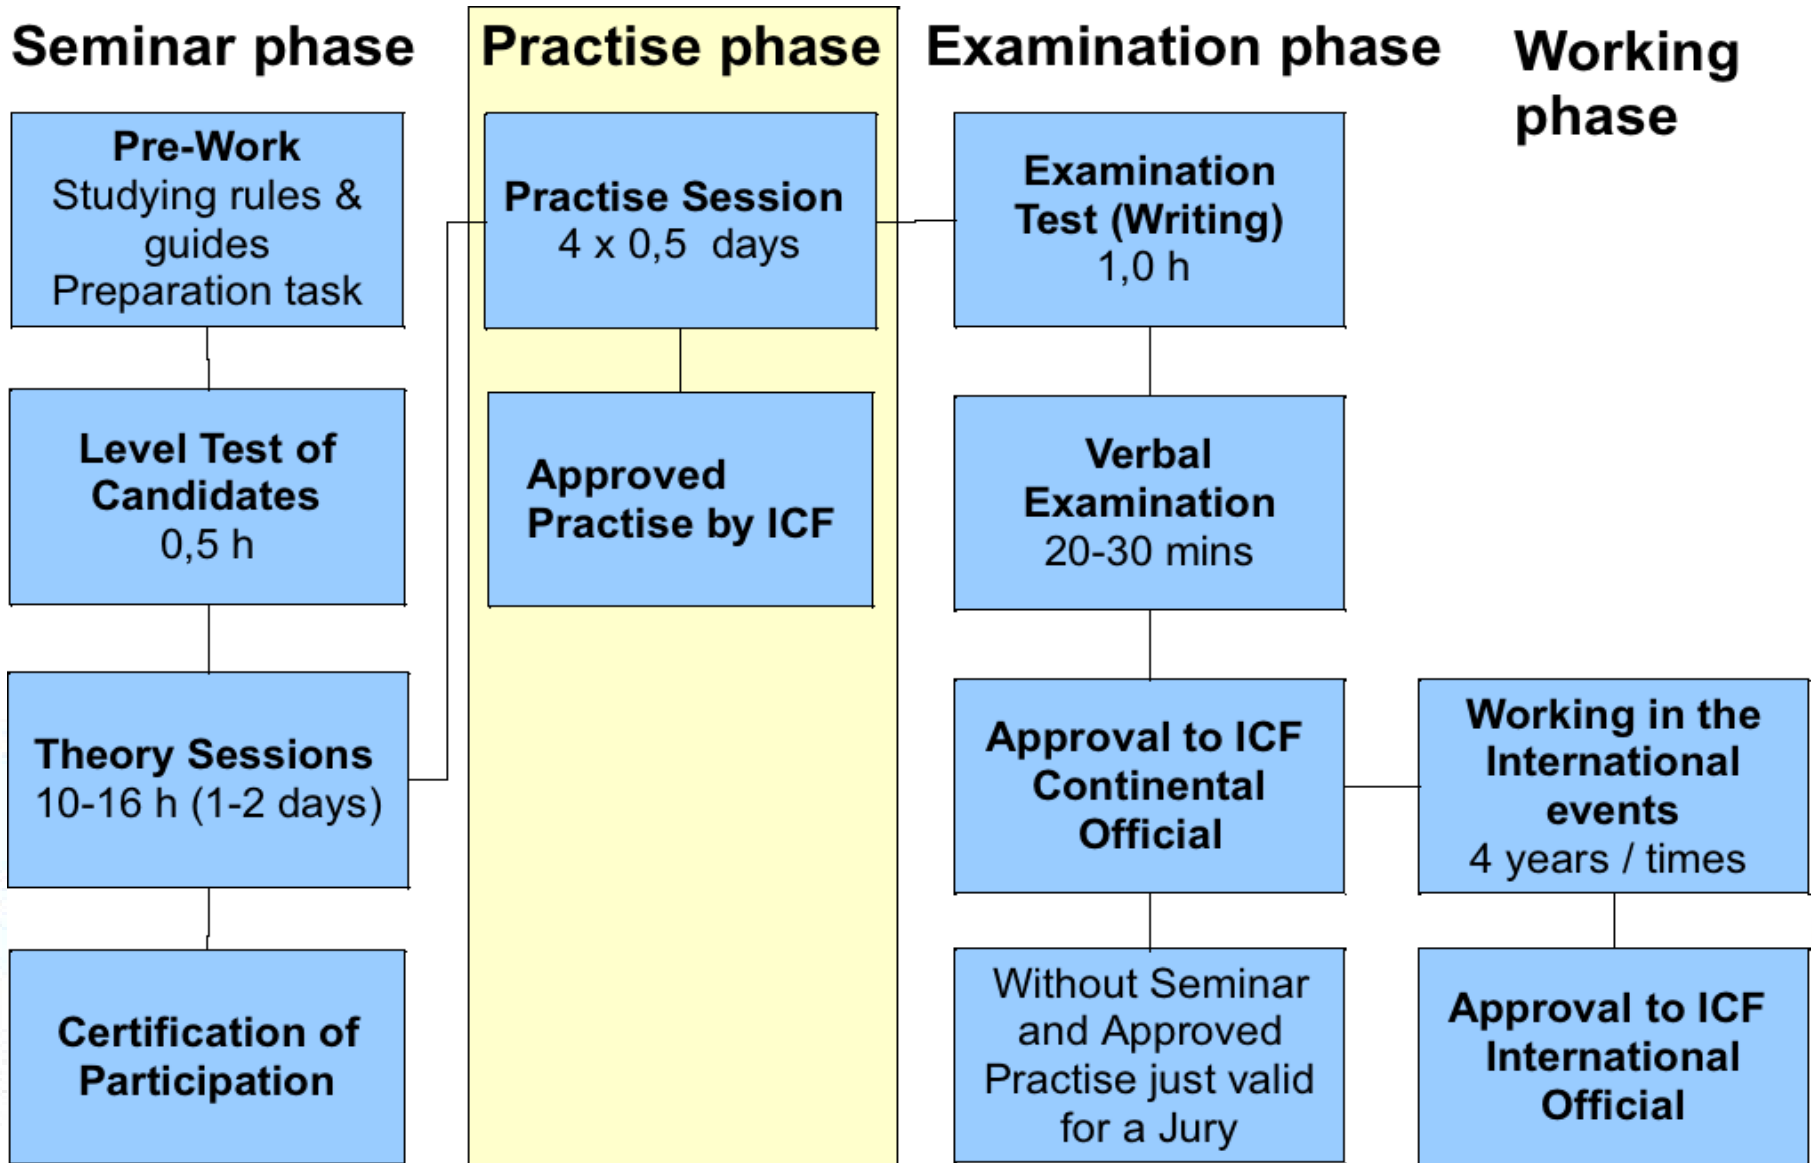 Seminar phase
Pre-Work
Studying rules &
guides
Preparation task
Level Test of
Candidates
0,5 h
Theory Sessions
10-16 h (1-2 days)
Certification of
Participation
Practise phase
Practise Session
4 x 0,5 days
Approved
Practise by ICF
Examination phase
Examination
Test (Writing)
1,0 h
Verbal
Examination
20-30 mins
Approval to ICF
Continental
Official
Without Seminar
and Approved
Practise just valid
for a Jury
Working
phase
Working in the
International
events
4 years / times
Approval to ICF
International
Official